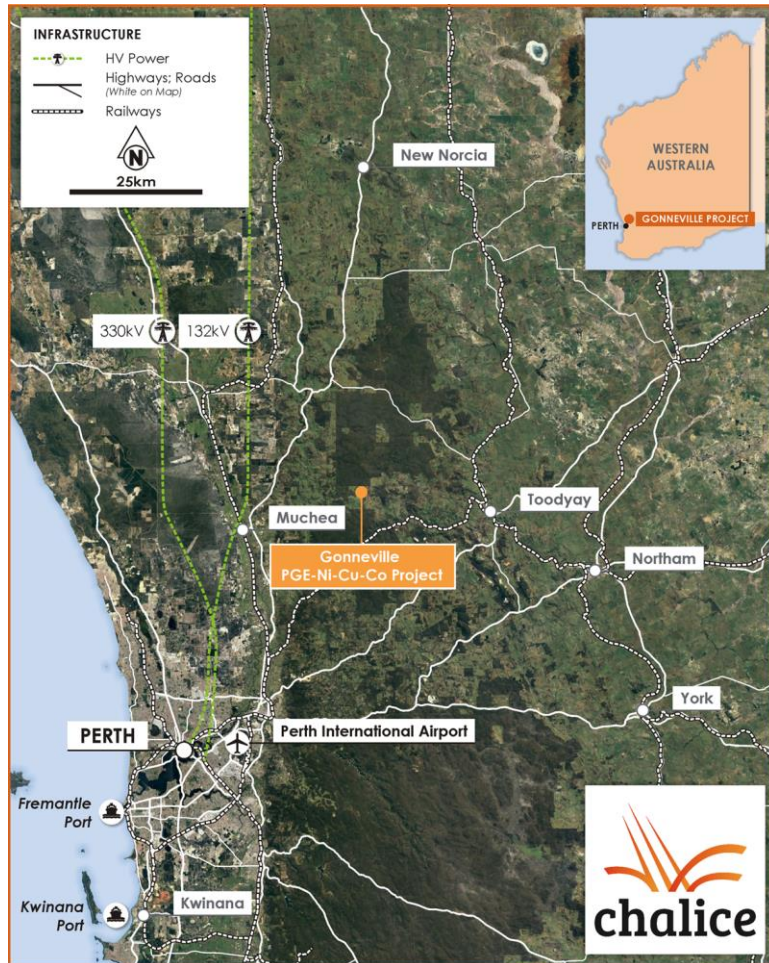 INFRASTRUCTURE
HV Power
Highways; Roads
(White on Map)
Railways
N
25km
WESTERN
AUSTRALIA
PERTH
GONNEVILLE PROJECT
New Norcia
330kV
132kV
Muchea
Toodyay
Gonneville
PGE-Ni-Cu-Co Project
Northam
York
PERTH
Perth International Airport
Fremantle
Port
Kwinana
Port
Kwinana
chalice